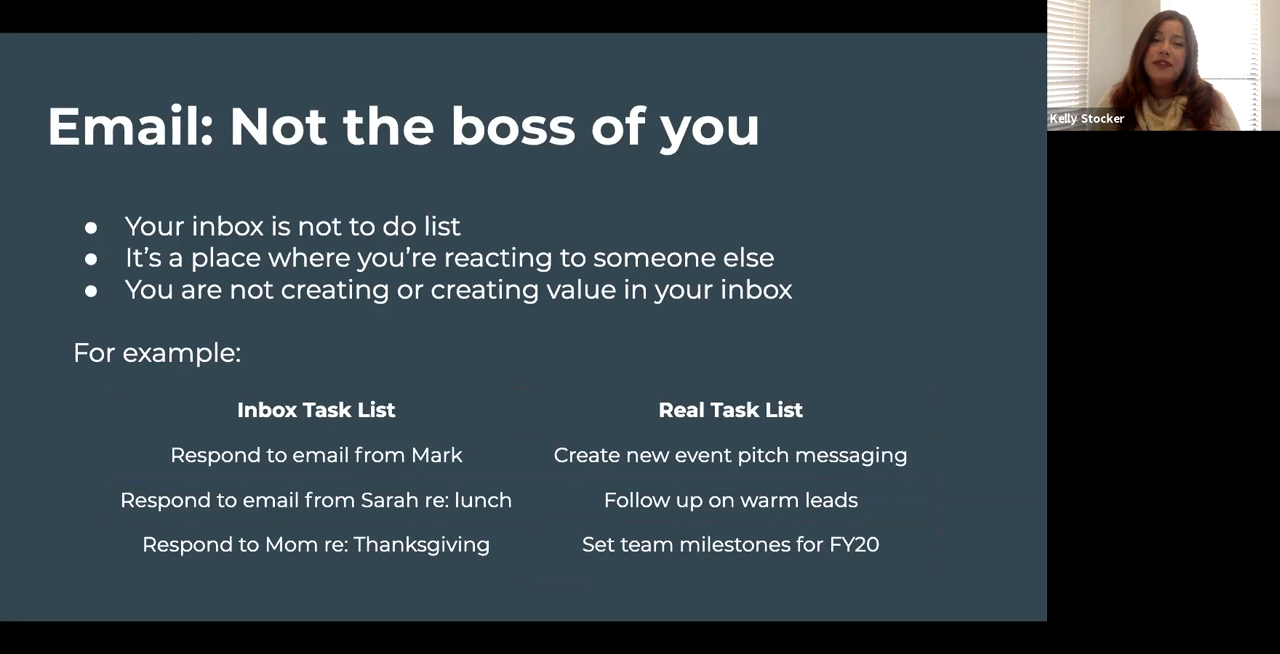 Email: Not the boss of you
● Your inbox is not to do list
● It's a place where you're reacting to someone else
● You are not creating or creating value in your inbox
For example:
Inbox Task List Real Task List
Respond to email from Mark Create new event pitch messaging
Respond to email from Sarah re: lunch Follow up on warm leads
Respond to Mom re: Thanksgiving Set team milestones for FY20
Kelly Stocker